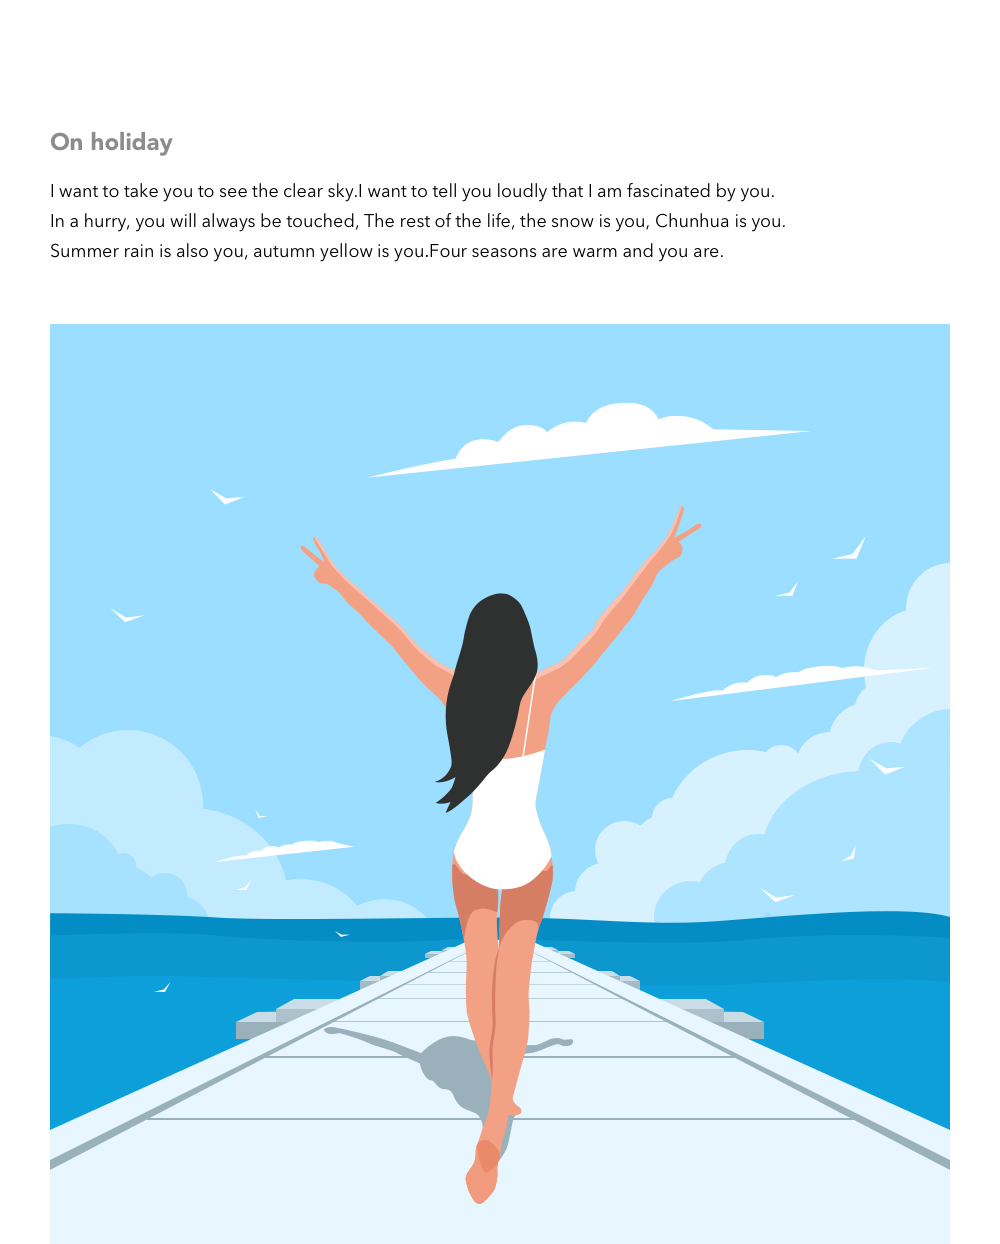 On holiday
I want to take you to see the clear sky.I want to tell you loudly that I am fascinated by you.
In a hurry, you will always be touched, The rest of the life, the snow is you, Chunhua is you.
Summer rain is also you, autumn yellow is you.Four seasons are warm and you are.